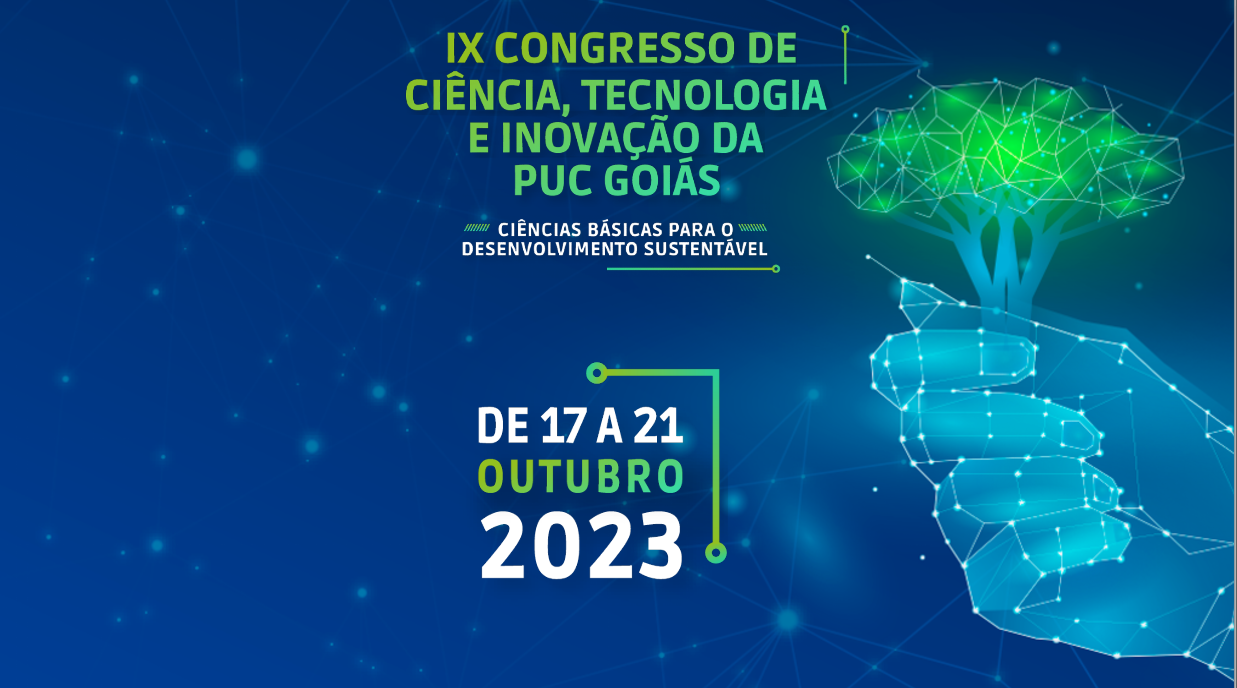 IX CONGRESSO DE
CIÊNCIA, TECNOLOGIA
E INOVAÇÃO DA
PUC GOIÁS
CIÊNCIAS BÁSICAS PARA O
DESENVOLVIMENTO SUSTENTÁVEL
DE 17 A 21
OUTUBRO
2023